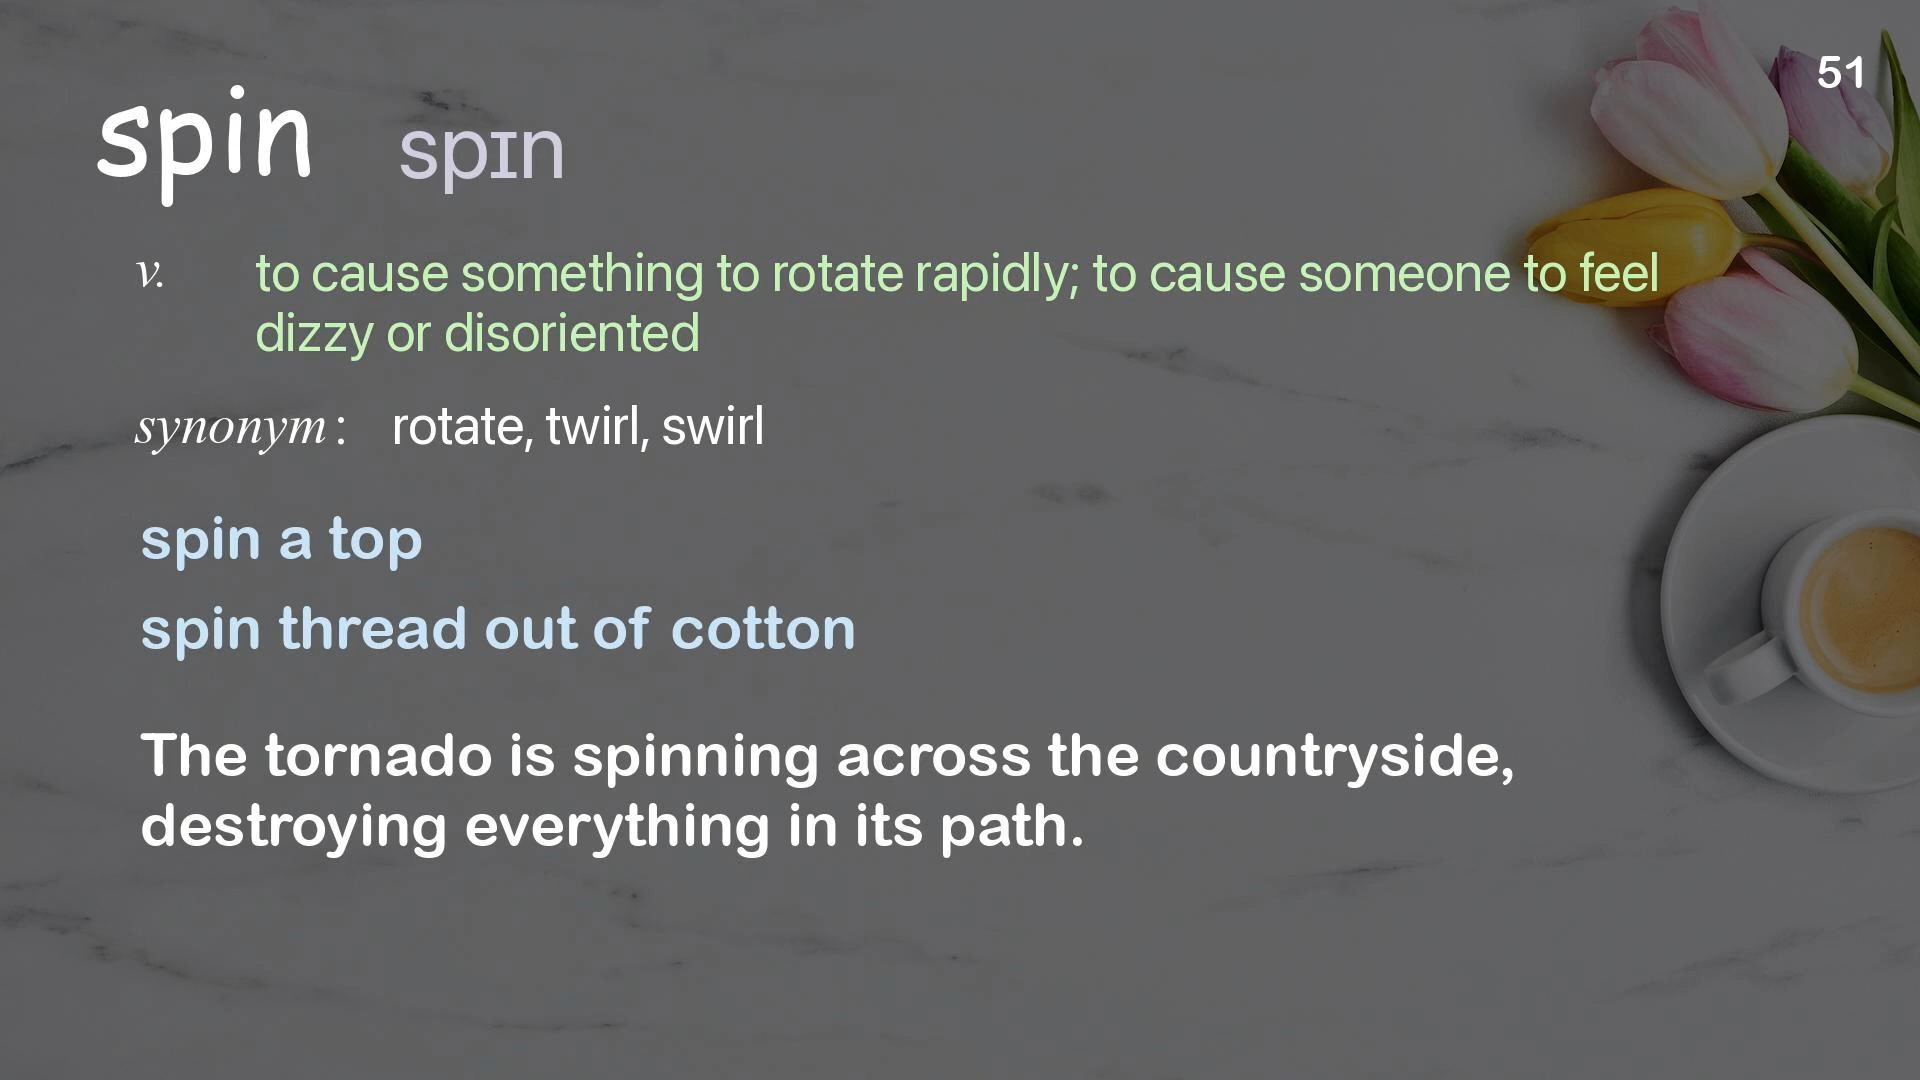 51
spin spɪn
v. to cause something to rotate rapidly; to cause someone to feel
dizzy or disoriented
synonym: rotate, twirl, swirl
spin a top
spin thread out of cotton
The tornado is spinning across the countryside,
destroying everything in its path.